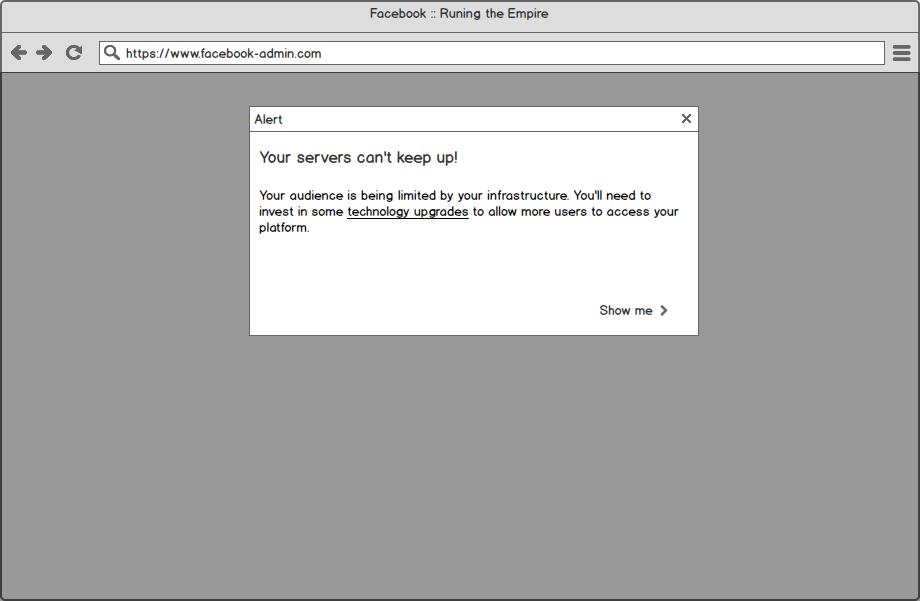 Facebook :: Runing the Empire
https://www.facebook-admin.com
Alert
Your servers can't keep up!
Your audience is being limited by your infrastructure. You'll need to
invest in some technology upgrades to allow more users to access your
platform.
Show me